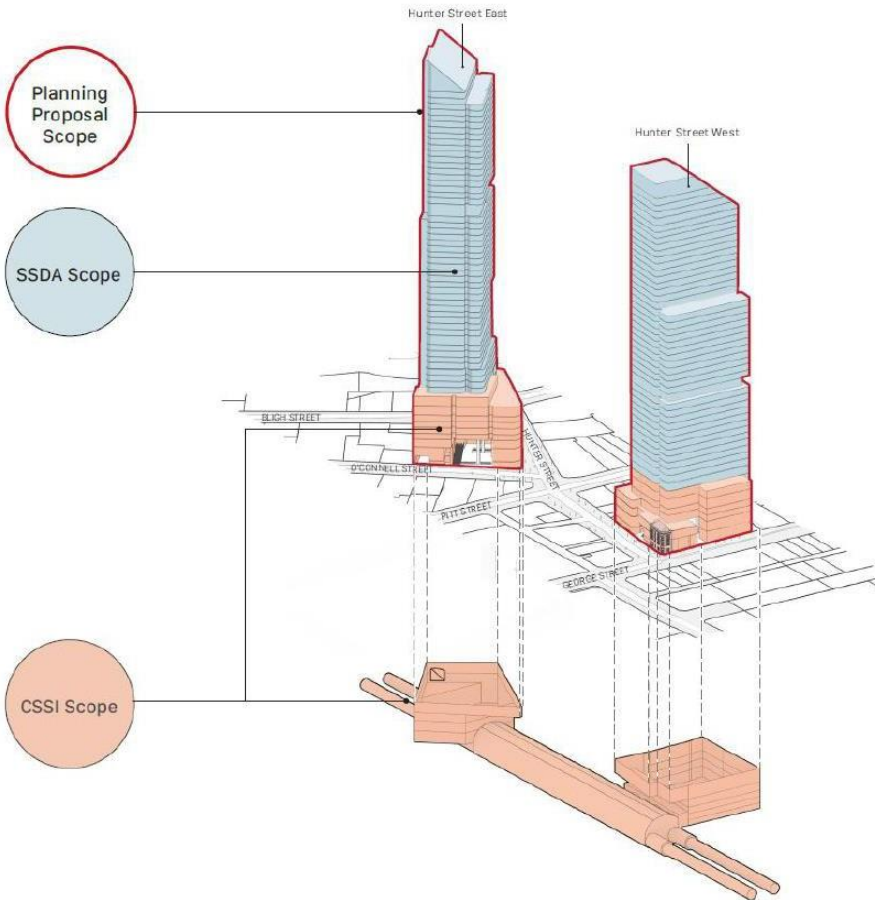 Hunter Street East
Planning
Proposal
Scope
Hunter Street West
SSDA Scope
BLIGH STREET
HUNTER STREET
O'CONNELL STREET
PITT STREET
GEORGE STREET
CSSI Scope